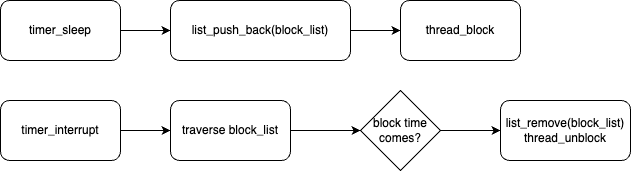 timer_sleep
list_push_back(block_list)
thread_block
timer_interrupt
traverse block_list
block time
comes?
list_remove(block_list)
thread_unblock